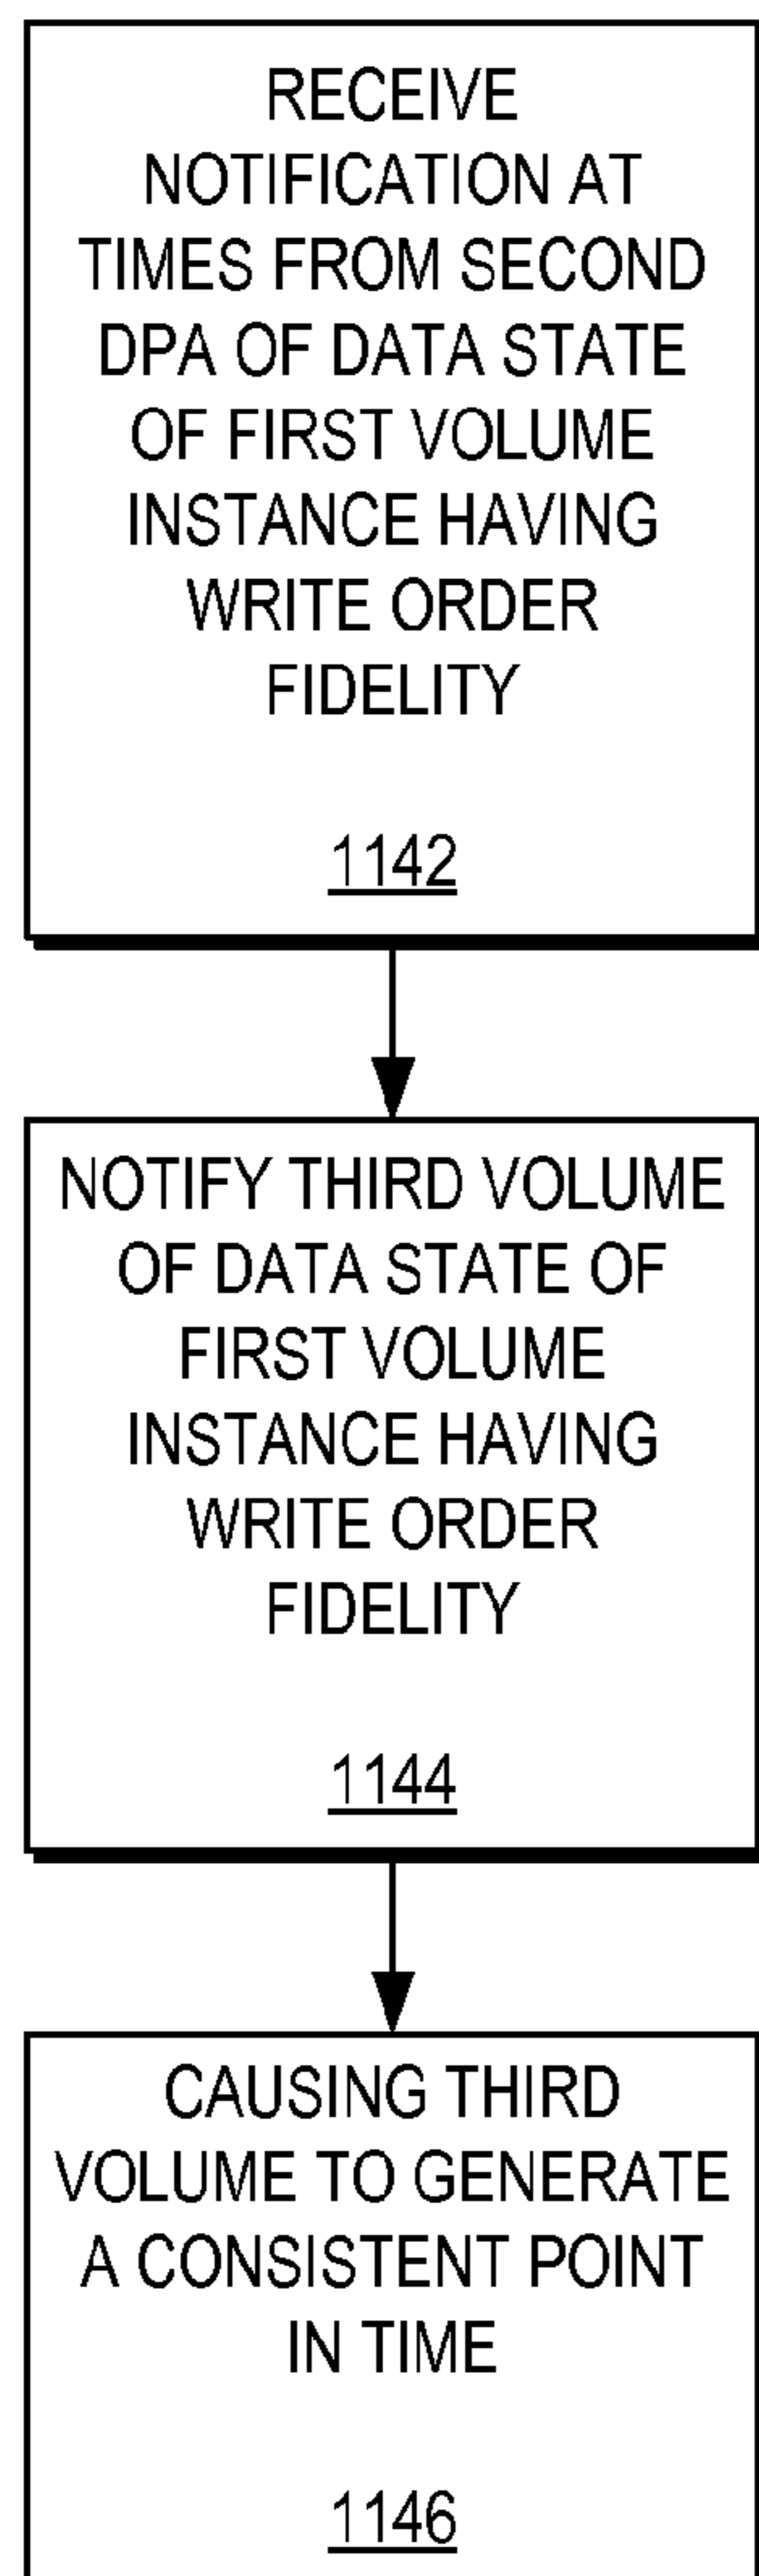 RECEIVE
NOTIFICATION AT
TIMES FROM SECOND
DPA OF DATA STATE
OF FIRST VOLUME
INSTANCE HAVING
WRITE ORDER
FIDELITY
1142
NOTIFY THIRD VOLUME
OF DATA STATE OF
FIRST VOLUME
INSTANCE HAVING
WRITE ORDER
FIDELITY
1144
CAUSING THIRD
VOLUME TO GENERATE
A CONSISTENT POINT
IN TIME
1146